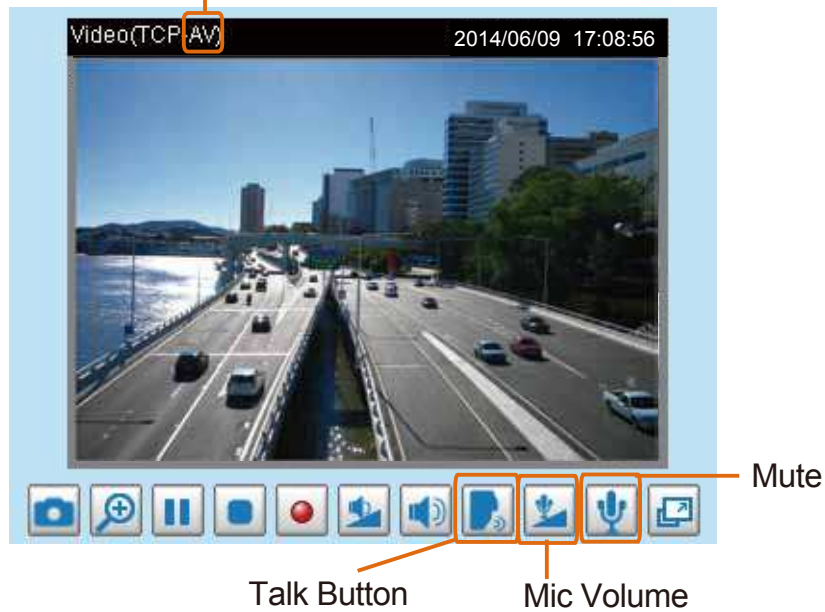 Video(TCP-AV)
2014/06/09 17:08:56
Mute
Talk Button
Mic Volume